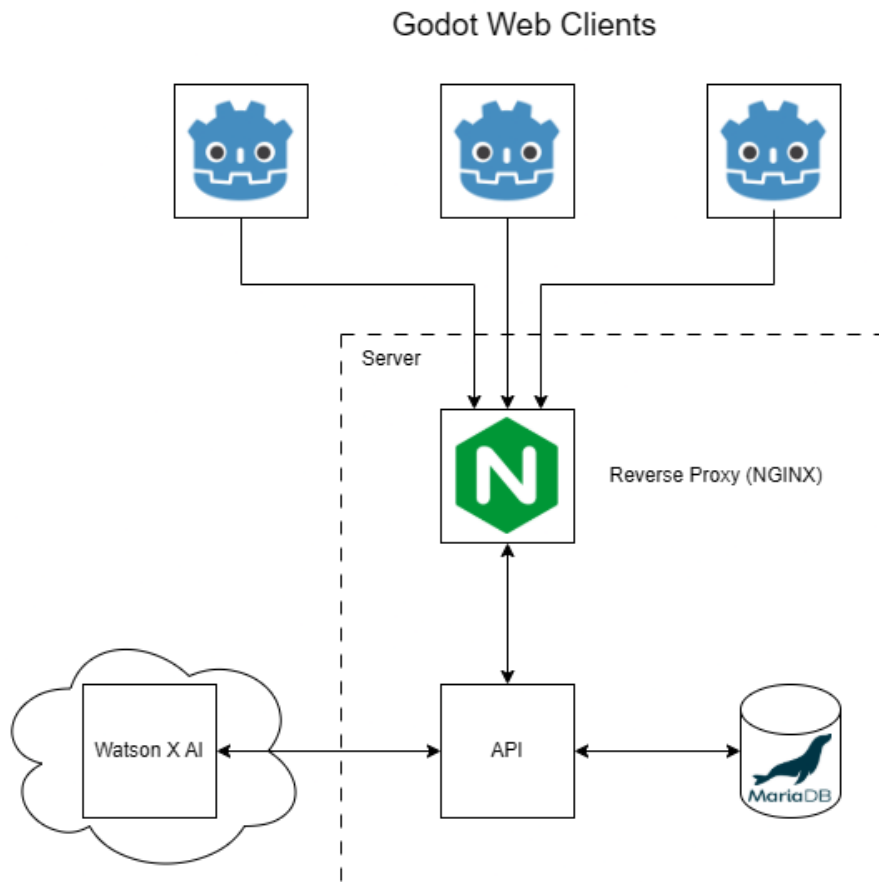 Godot Web Clients
Server
N
Reverse Proxy (NGINX)
Watson X AI
API
MariaDB